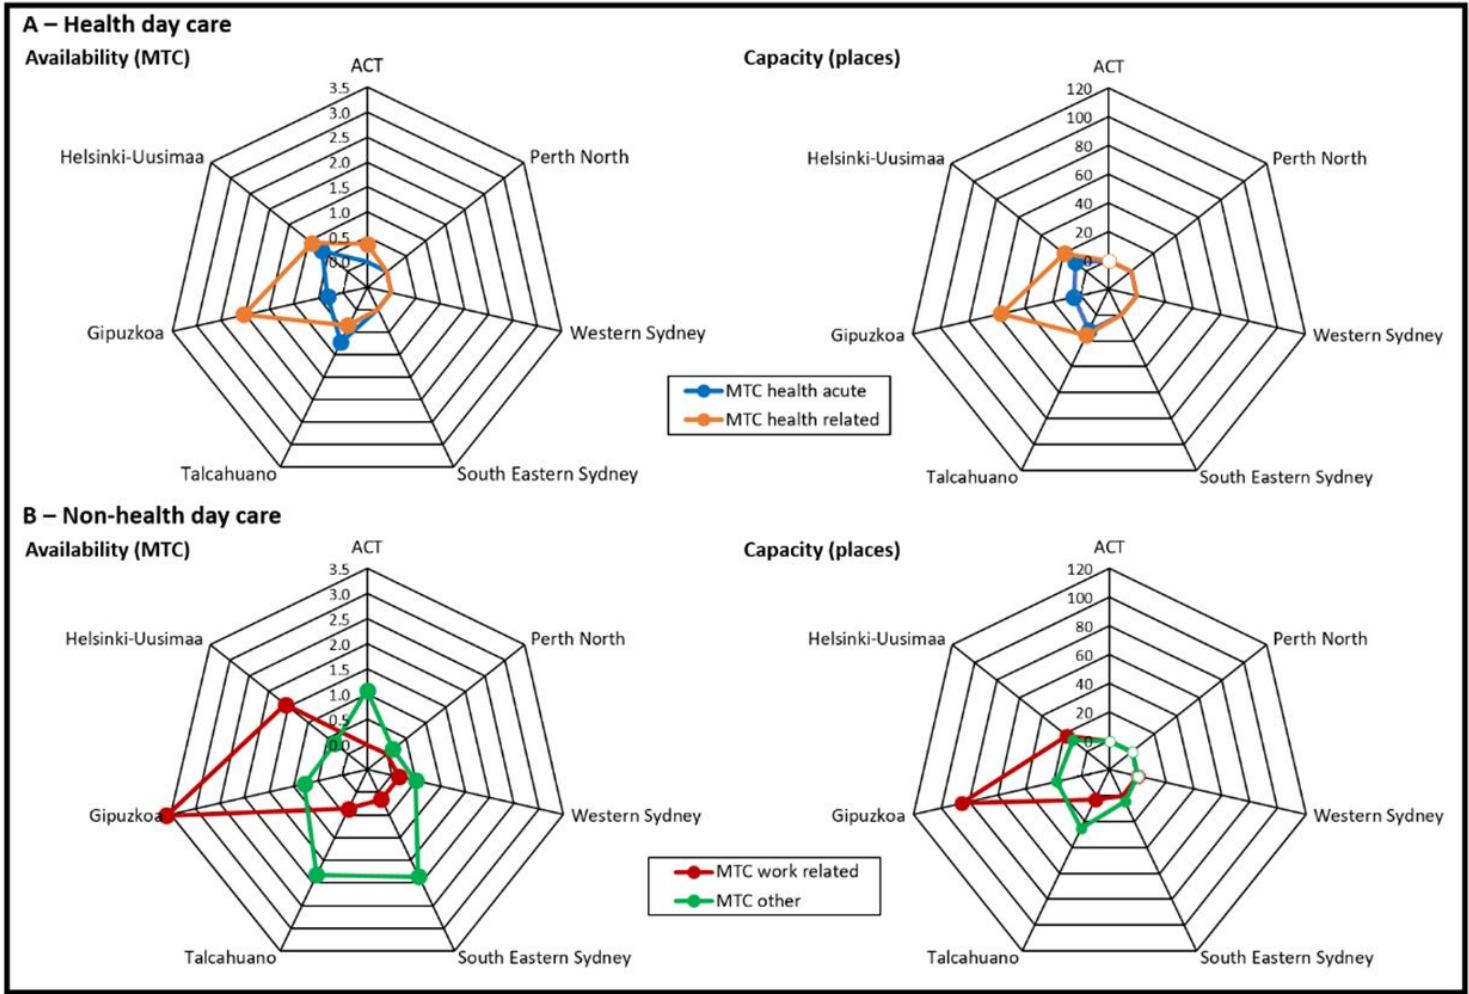 A – Health day care
Availability (MTC)
Capacity (places)
ACT
3.5
3.0
2.5
2.0
1.5
1.0
0.5
0.0
Perth North
Western Sydney
South Eastern Sydney
Talcahuano
Gipuzkoa
Helsinki-Uusimaa
ACT
120
100
80
60
40
20
0
Perth North
Western Sydney
South Eastern Sydney
Talcahuano
Gipuzkoa
Helsinki-Uusimaa
MTC health acute
MTC health related
B – Non-health day care
Availability (MTC)
Capacity (places)
ACT
3.5
3.0
2.5
2.0
1.5
1.0
0.5
0.0
Perth North
Western Sydney
South Eastern Sydney
Talcahuano
Gipuzkoa
Helsinki-Uusimaa
ACT
120
100
80
60
40
20
0
Perth North
Western Sydney
South Eastern Sydney
Talcahuano
Gipuzkoa
Helsinki-Uusimaa
MTC work related
MTC other